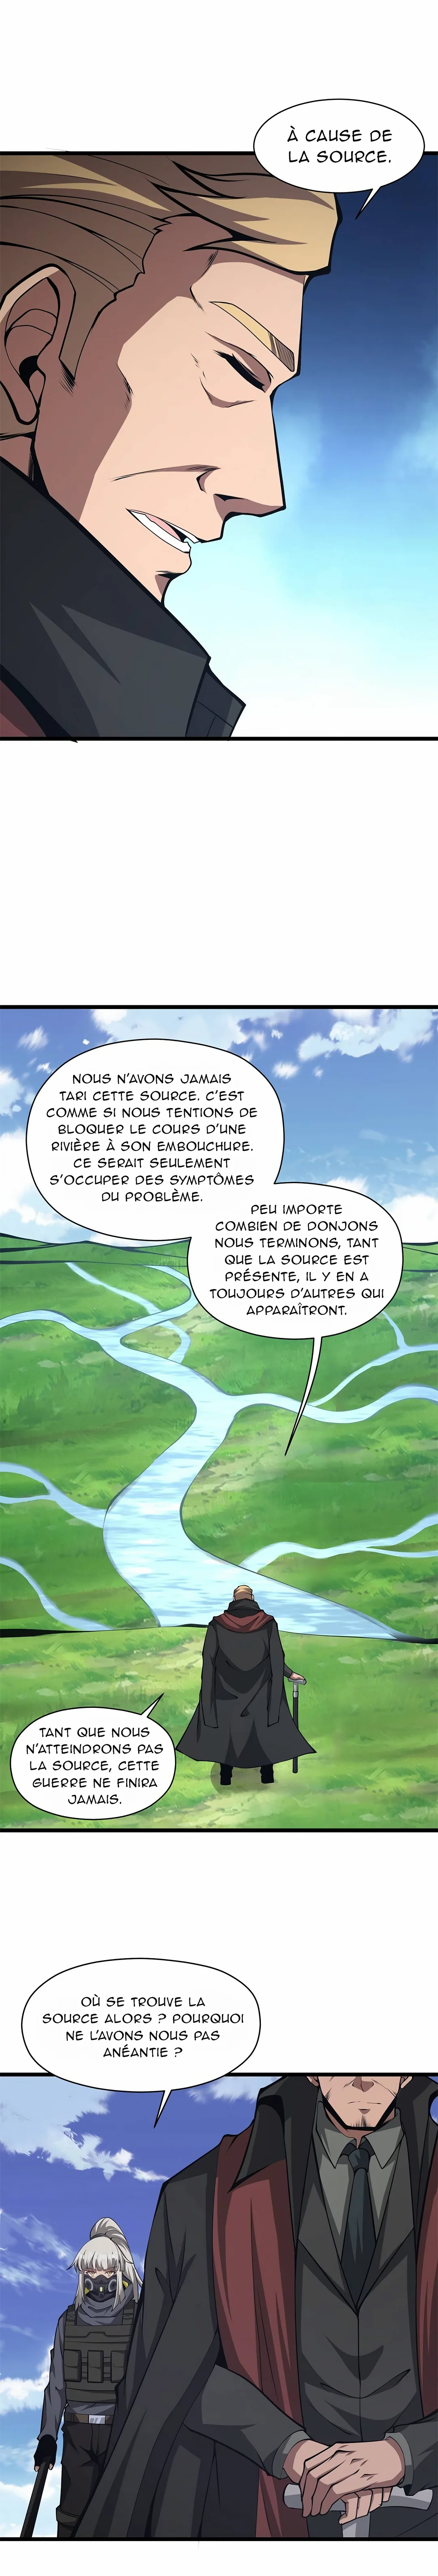 À CAUSE DE
LA SOURCE.
NOUS N'AVONS JAMAIS
TARI CETTE SOURCE. C'EST
COMME SI NOUS TENTIONS DE
BLOQUER LE COURS D'UNE
RIVIÈRE À SON EMBOUCHURE.
CE SERAIT SEULEMENT
S'OCCUPER DES SYMPTÔMES
DU PROBLÈME.
PEU IMPORTE
COMBIEN DE DONJONS
NOUS TERMINONS, TANT
QUE LA SOURCE EST
PRÉSENTE, IL Y EN A
TOUJOURS D'AUTRES QUI
APPARAÎTRONT.
TANT QUE NOUS
N'ATTEINDRONS PAS
LA SOURCE, CETTE
GUERRE NE FINIRA
JAMAIS.
OÙ SE TROUVE LA
SOURCE ALORS ? POURQUOI
NE L'AVONS NOUS PAS
ANÉANTIE ?